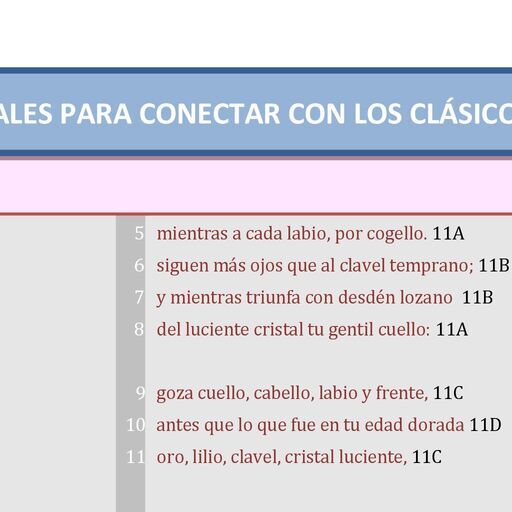 ALES PARA CONECTAR CON LOS CLÁSICO
5 mientras a cada labio, por cogello. 11A
6 siguen más ojos que al clavel temprano; 11B
7 y mientras triunfa con desdén lozano 11B
8 del luciente cristal tu gentil cuello: 11A
9 goza cuello, cabello, labio y frente, 11C
10 antes que lo que fue en tu edad dorada 11D
11 oro, lilio, clavel, cristal luciente, 11C